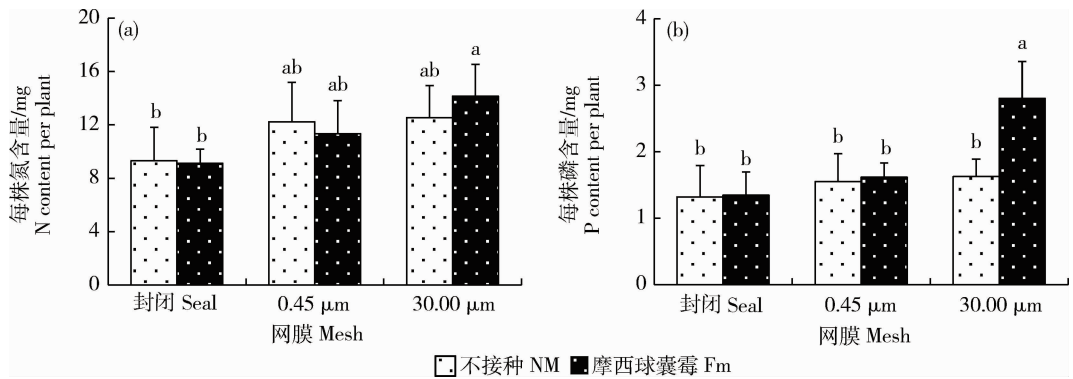 (a)
每株氮含量/mg
N content per plant
20
16
12
8
4
0
b
b
ab
ab
ab
a
封闭 Seal
0.45 μm
30.00 μm
网膜 Mesh
(b)
每株磷含量/mg
P content per plant
4
3
2
1
0
b
b
b
b
b
a
封闭 Seal
0.45 μm
30.00 μm
网膜 Mesh
不接种 NM
摩西球囊霉 Fm